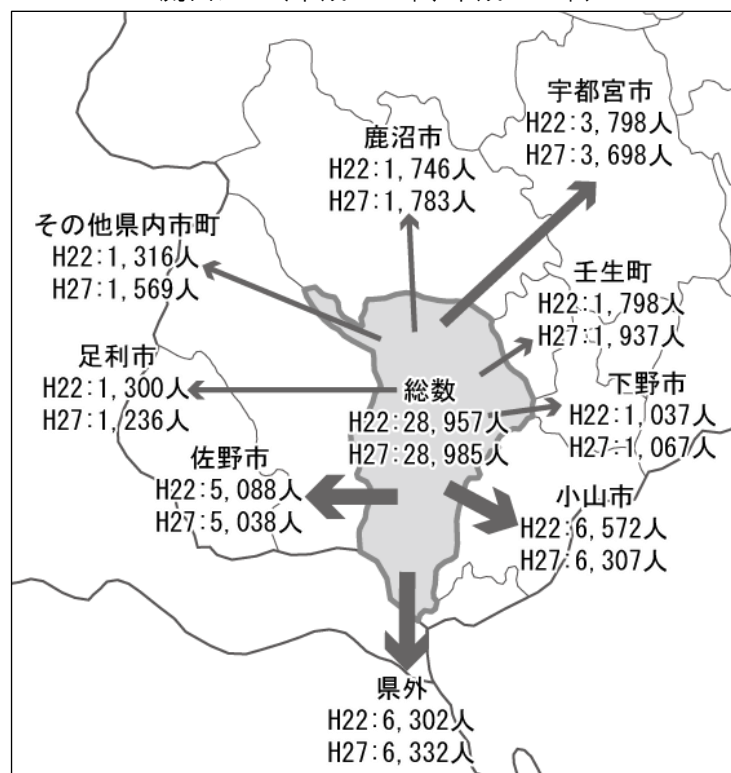 宇都宮市
H22:3,798人
H27:3,698人
鹿沼市
H22:1,746人
H27:1,783人
その他県内市町
H22:1,316人
H27:1,569人
壬生町
H22:1,798人
H27:1,937人
足利市
H22:1,300人
H27:1,236人
総数
H22:28,957人
H27:28,985人
下野市
H22:1,037人
H27:1,067人
佐野市
H22:5,088人
H27:5,038人
小山市
H22:6,572人
H27:6,307人
県外
H22:6,302人
H27:6,332人